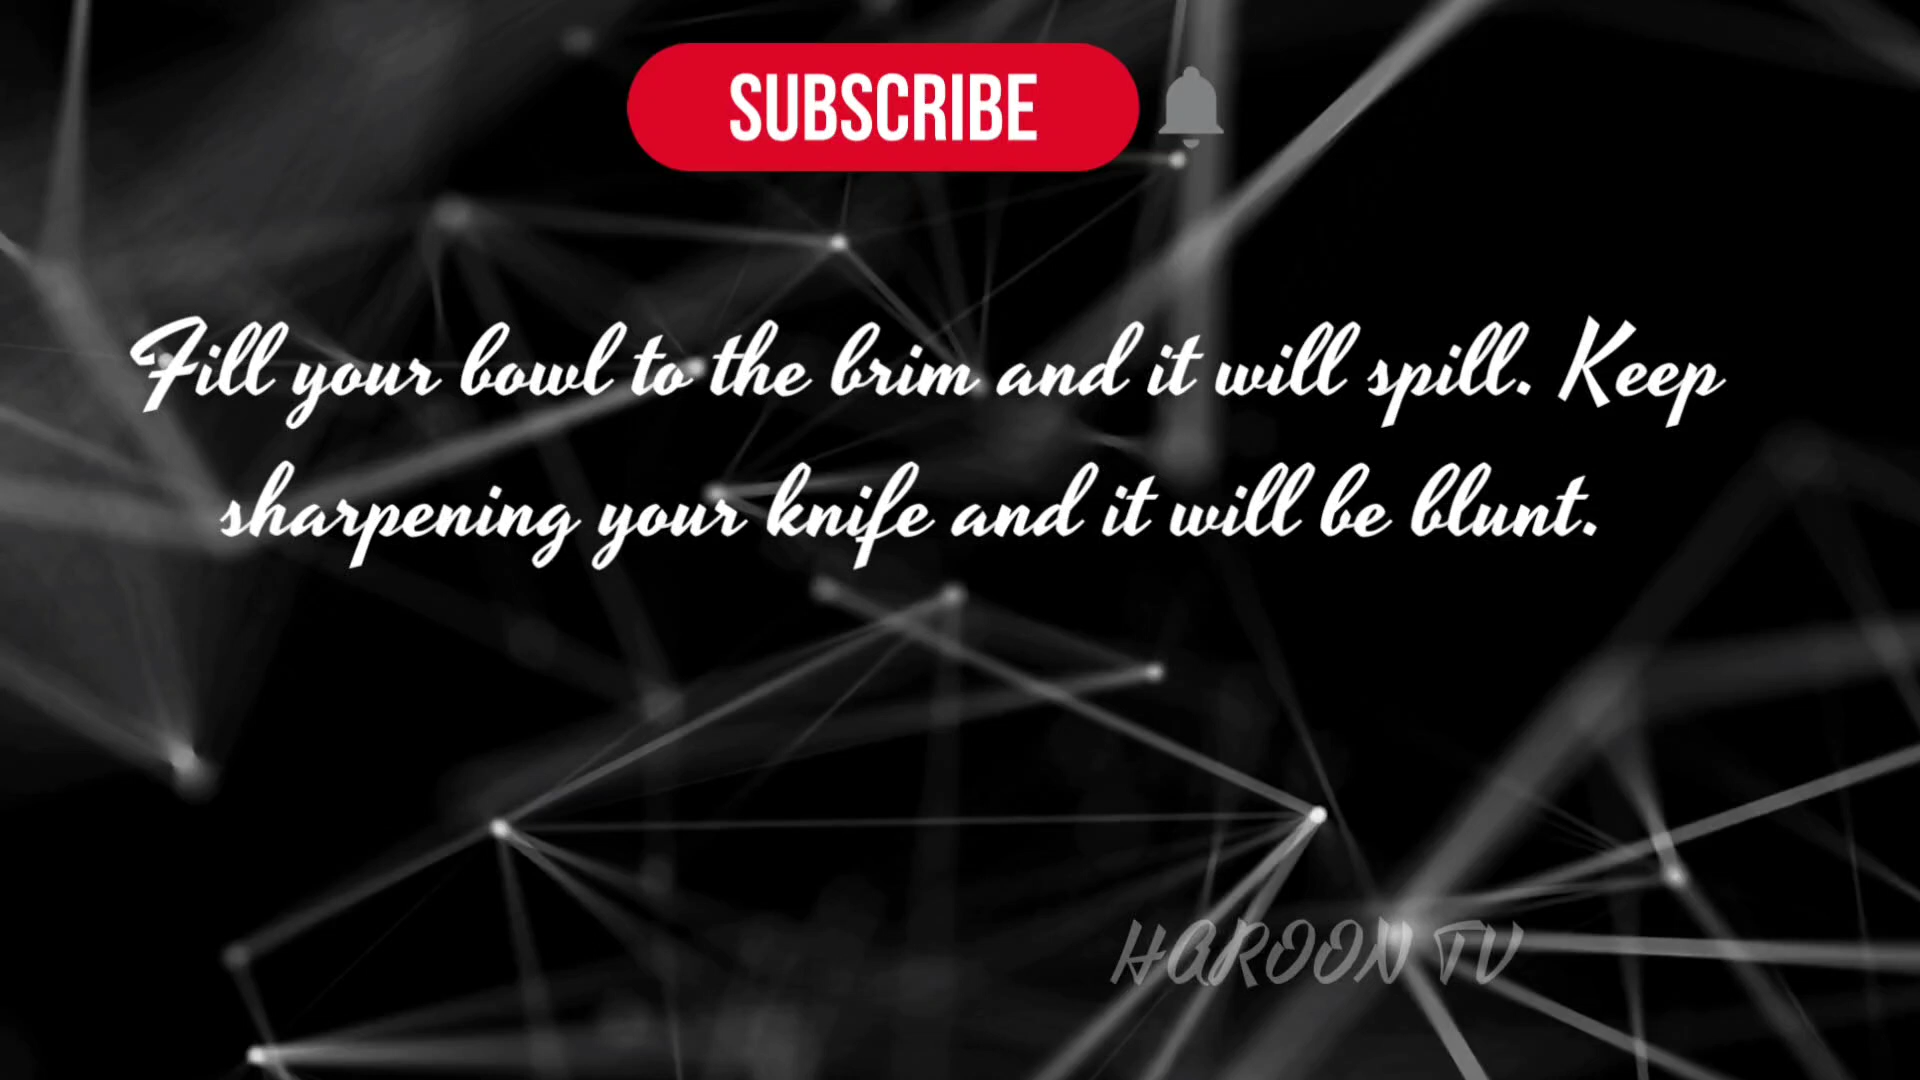 SUBSCRIBE
Fill your bowl to the brim and it will spill. Keep
sharpening your knife and it will be blunt.
HAROON TV